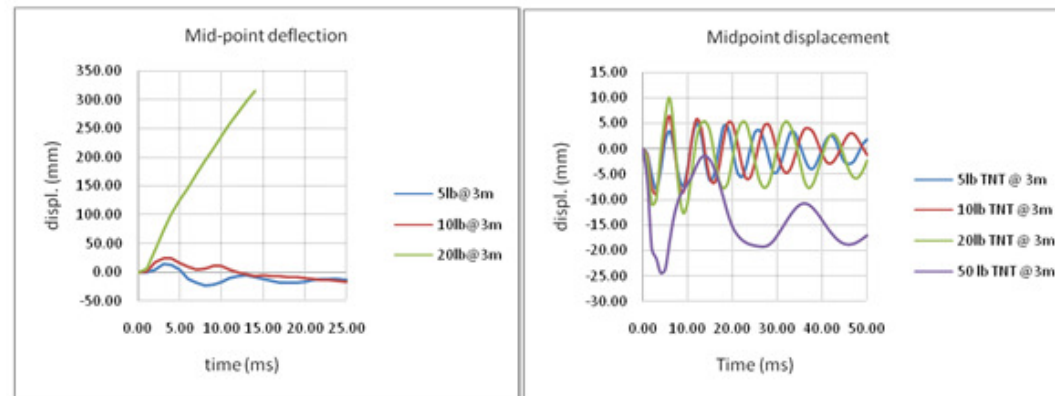 Mid-point deflection
350.00
300.00
250.00
200.00
150.00
100.00
50.00
0.00
-50.00
displ. (mm)
0.00 5.00 10.00 15.00 20.00 25.00
time (ms)
5lb@3m
10lb@3m
20lb@3m
Midpoint displacement
15.00
10.00
5.00
0.00
-5.00
-10.00
-15.00
-20.00
-25.00
-30.00
displ. (mm)
0.00 10.00 20.00 30.00 40.00 50.00
Time (ms)
5lb TNT @ 3m
10lb TNT @ 3m
20lb TNT @ 3m
50 lb TNT @ 3m